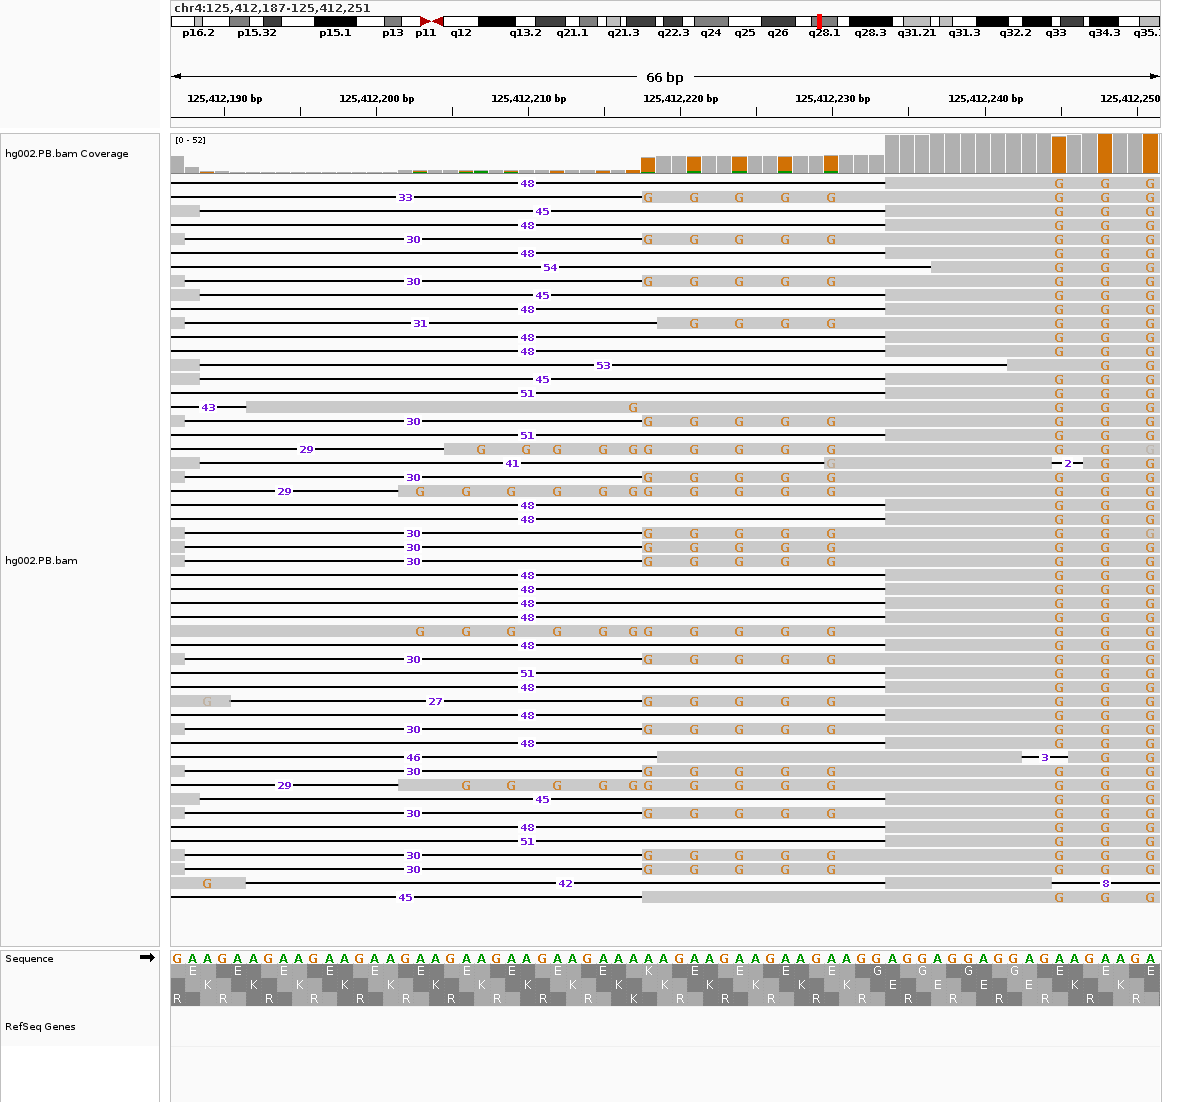 chr4:125,412,187-125,412,251
p16.2 p15.32 p15.1 p13 p11 q12 q13.2 q21.1 q21.3 q22.3 q24 q25 q26 q28.1 q28.3 q31.21 q31.3 q32.2 q33 q34.3 q35.1
66 bp
125,412,190 bp 125,412,200 bp 125,412,210 bp 125,412,220 bp 125,412,230 bp 125,412,240 bp 125,412,250
[0 - 52]
hg002.PB.bam Coverage
48 G G G
33 G G G G G G G G
45 G G G
48 G G G
30 G G G G G G G G
48 G G G
54 G G G
30 G G G G G G G G
45 G G G
48 G G G
31 G G G G G G G
48 G G G
48 G G G
53 G G
45 G G G
51 G G G
43 G G G G
30 G G G G G G G G
51 G G G
29 G G G G G G G G G G G G G
41 G 2 G G
30 G G G G G G G G
29 G G G G G G G G G G G G G G
48 G G G
48 G G G
30 G G G G G G G G
30 G G G G G G G G
hg002.PB.bam
30 G G G G G G G G
48 G G G
48 G G G
48 G G G
48 G G G
G G G G G G G G G G G G G G
48 G G G
30 G G G G G G G G
51 G G G
48 G G G
G 27 G G G G G G G G
48 G G G
30 G G G G G G G G
48 G G G
46 3 G G
30 G G G G G G G G
29 G G G G G G G G G G G G G
45 G G G
30 G G G G G G G G
48 G G G
51 G G G
30 G G G G G G G G
30 G G G G G G G G
G 42 8
45 G G G
Sequence
G A A G A A G A A G A A G A A G A A G A A G A A G A A G A A A A A G A A G A A G A A G A A G G A G G A G G A G G A G A A G A A G A
E E E E E E E E E E K E E E E G G G G E E E
K K K K K K K K K K K K K K K E E E E K K
R R R R R R R R R R K R R R R R R R R R R R
RefSeq Genes